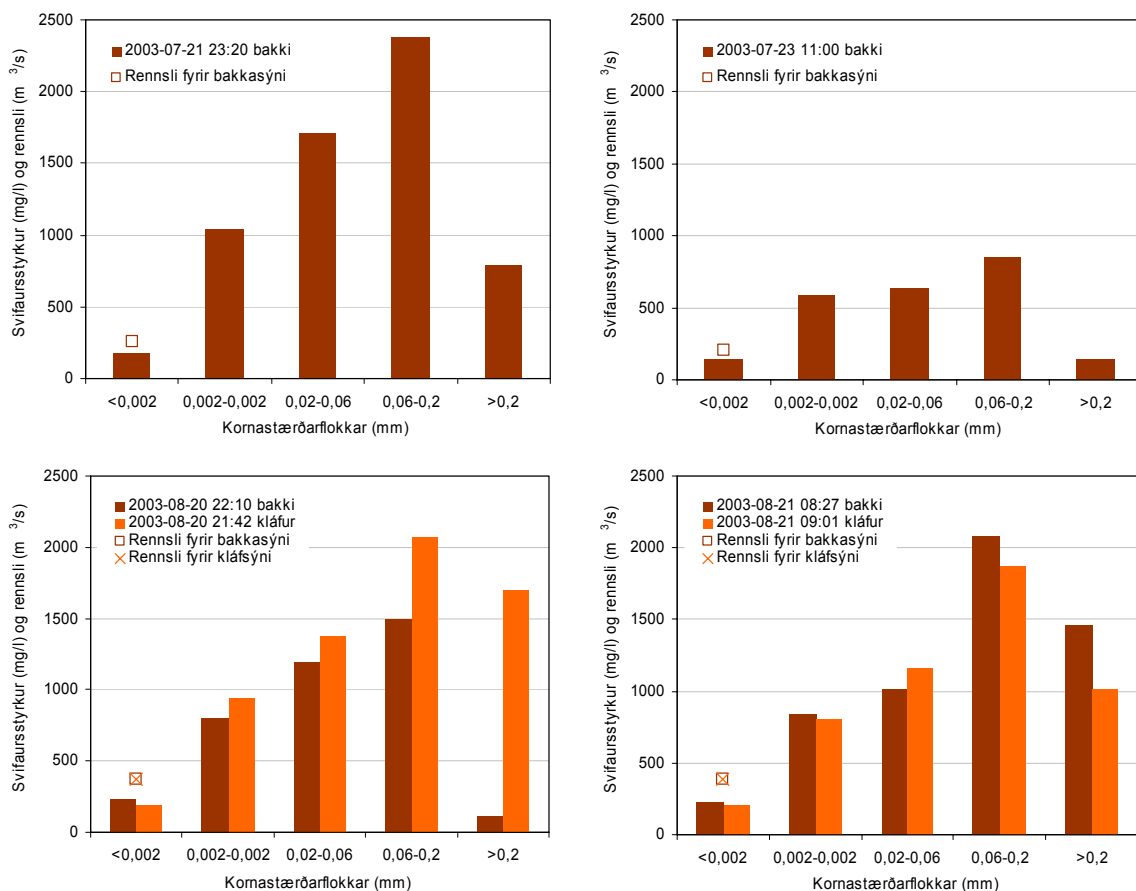 Svifaursstyrkur (mg/l) og rennsli (m ³/s)
2500
2000
1500
1000
500
0
2003-07-21 23:20 bakki
Rennsli fyrir bakkasýni
<0,002
0,002-0,002
0,02-0,06
0,06-0,2
>0,2
Kornastærðarflokkar (mm)
Svifaursstyrkur (mg/l) og rennsli (m ³/s)
2500
2000
1500
1000
500
0
2003-07-23 11:00 bakki
Rennsli fyrir bakkasýni
<0,002
0,002-0,002
0,02-0,06
0,06-0,2
>0,2
Kornastærðarflokkar (mm)
Svifaursstyrkur (mg/l) og rennsli (m ³/s)
2500
2000
1500
1000
500
0
2003-08-20 22:10 bakki
2003-08-20 21:42 kláfur
Rennsli fyrir bakkasýni
Rennsli fyrir kláfsýni
<0,002
0,002-0,002
0,02-0,06
0,06-0,2
>0,2
Kornastærðarflokkar (mm)
Svifaursstyrkur (mg/l) og rennsli (m ³/s)
2500
2000
1500
1000
500
0
2003-08-21 08:27 bakki
2003-08-21 09:01 kláfur
Rennsli fyrir bakkasýni
Rennsli fyrir kláfsýni
<0,002
0,002-0,002
0,02-0,06
0,06-0,2
>0,2
Kornastærðarflokkar (mm)